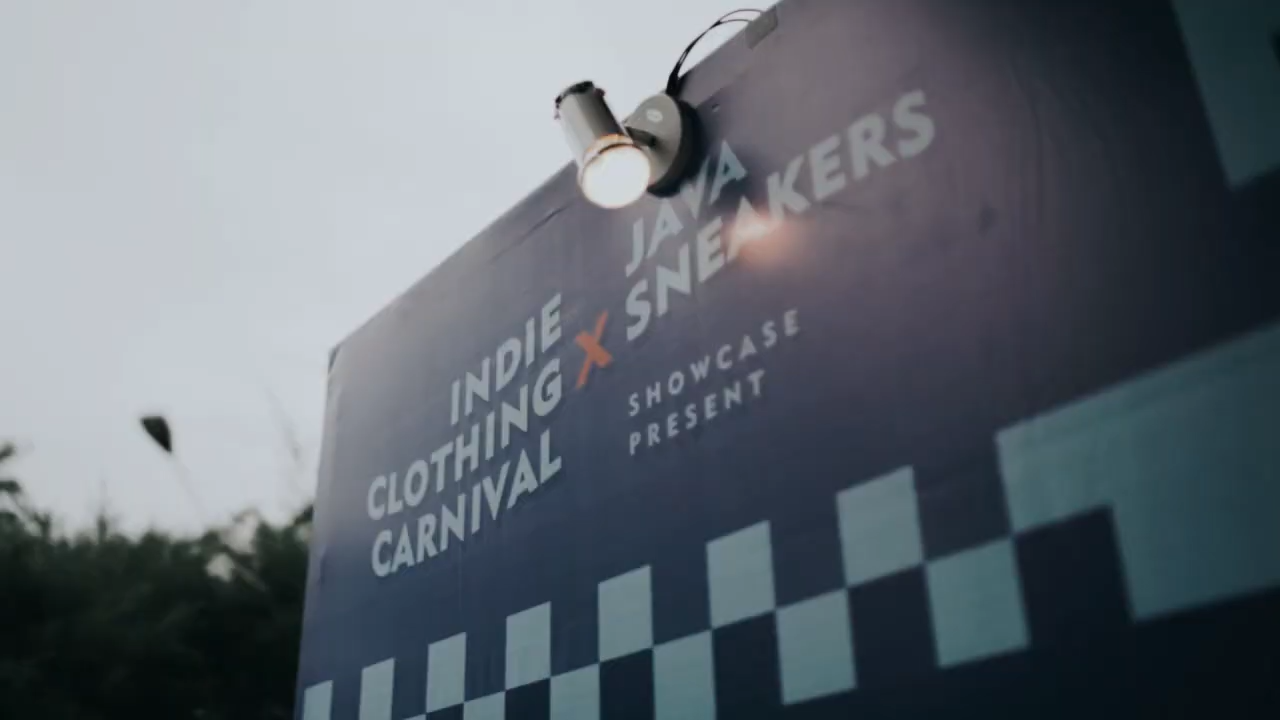 INDIE
CLOTHING
CARNIVAL
X
JAVA
SNEAKERS
SHOWCASE
PRESENT